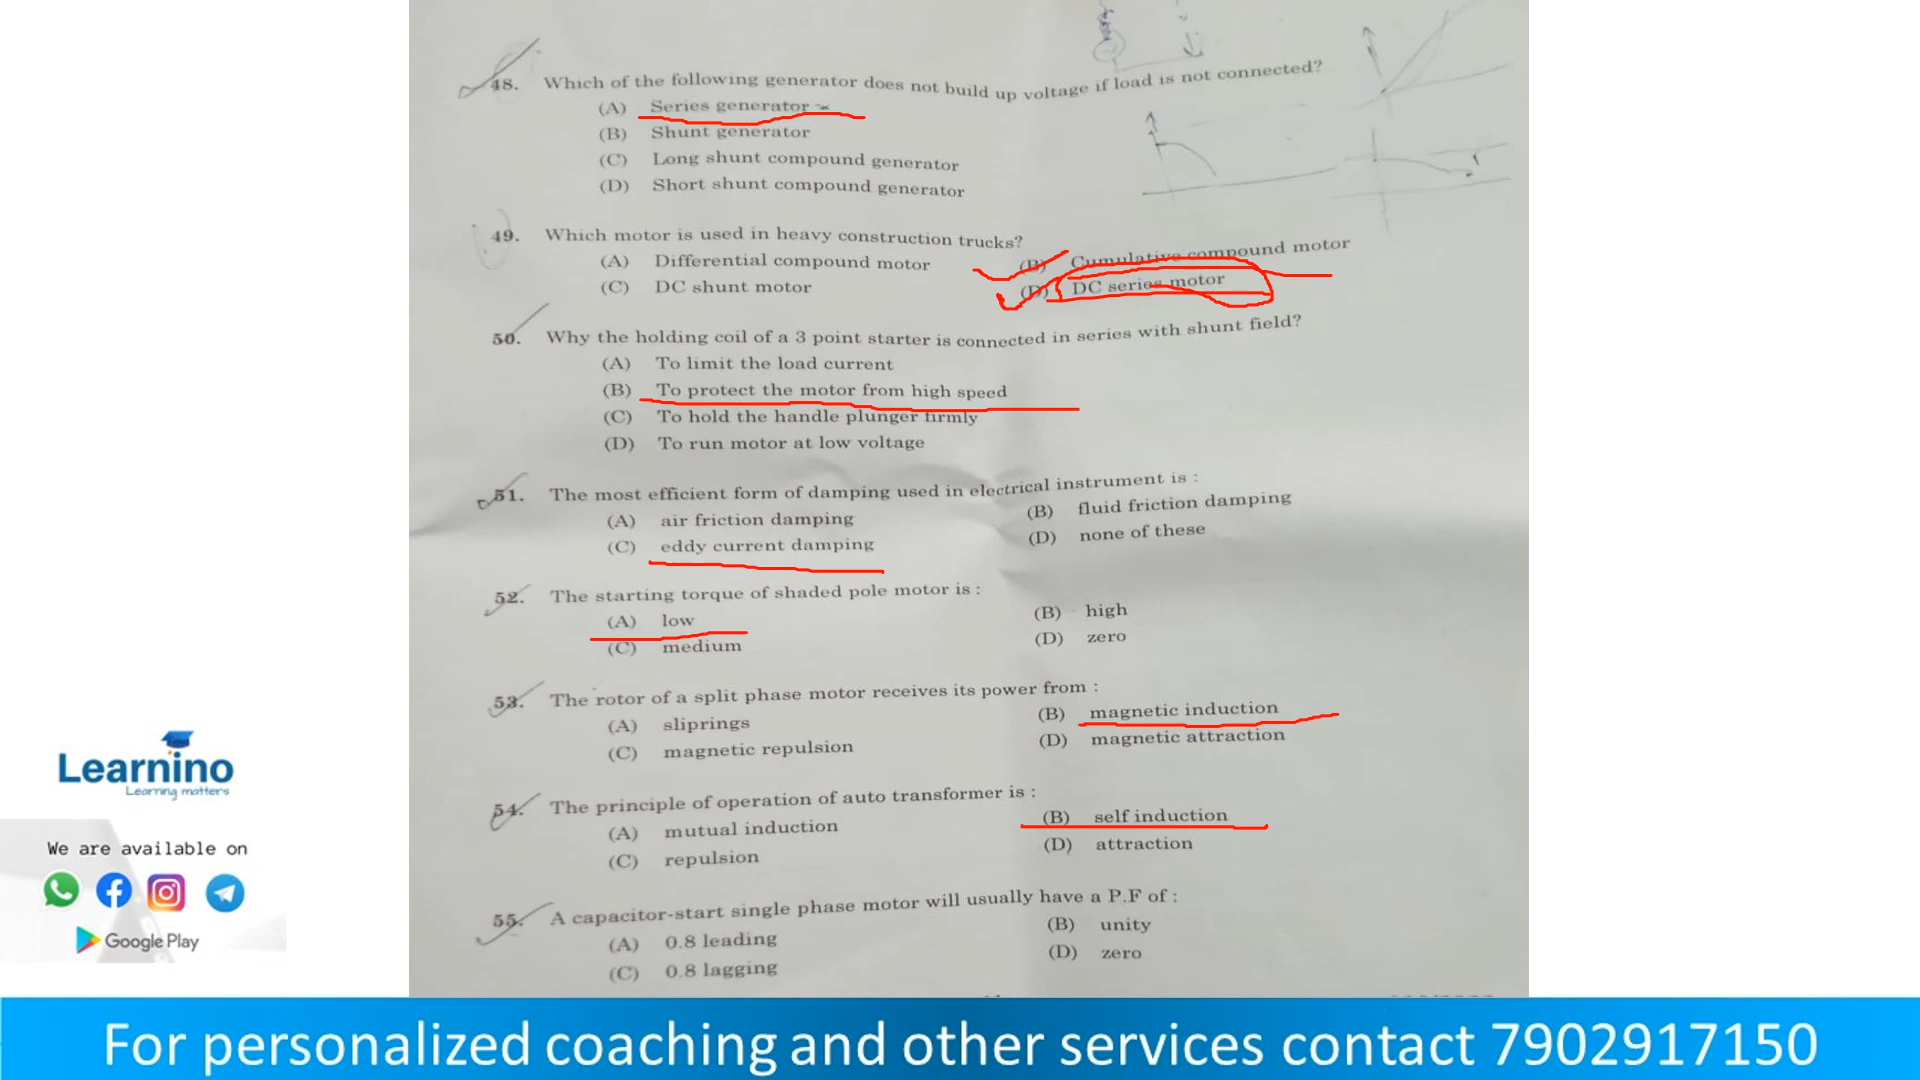 48. Which of the following generator does not build up voltage if load is not connected?
(A) Series generator
(B) Shunt generator
(C) Long shunt compound generator
(D) Short shunt compound generator
49. Which motor is used in heavy construction trucks?
(A) Differential compound motor (B) Cumulative compound motor
(C) DC shunt motor (D) DC series motor
50. Why the holding coil of a 3 point starter is connected in series with shunt field?
(A) To limit the load current
(B) To protect the motor from high speed
(C) To hold the handle plunger firmly
(D) To run motor at low voltage
51. The most efficient form of damping used in electrical instrument is :
(A) air friction damping (B) fluid friction damping
(C) eddy current damping (D) none of these
52. The starting torque of shaded pole motor is :
(A) low (B) high
(C) medium (D) zero
53. The rotor of a split phase motor receives its power from :
(A) sliprings (B) magnetic induction
(C) magnetic repulsion (D) magnetic attraction
54. The principle of operation of auto transformer is :
(A) mutual induction (B) self induction
(C) repulsion (D) attraction
55. A capacitor-start single phase motor will usually have a P.F of :
(A) 0.8 leading (B) unity
(C) 0.8 lagging (D) zero
Learnino
Learning matters
We are available on
Google Play
For personalized coaching and other services contact 7902917150